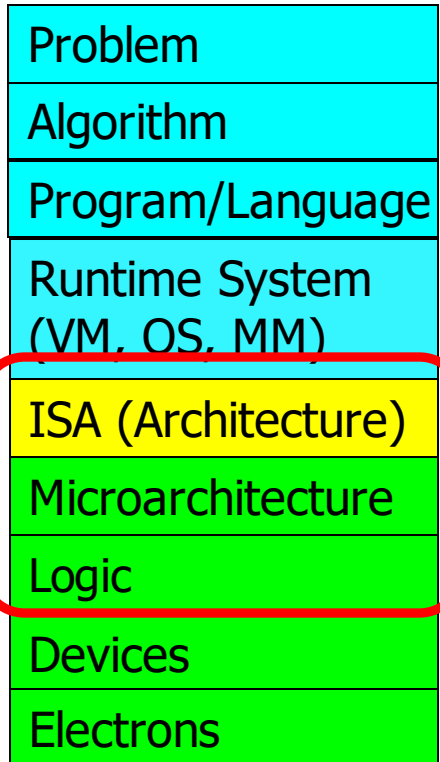 Problem
Algorithm
Program/Language
Runtime System
(VM, OS, MM)
ISA (Architecture)
Microarchitecture
Logic
Devices
Electrons